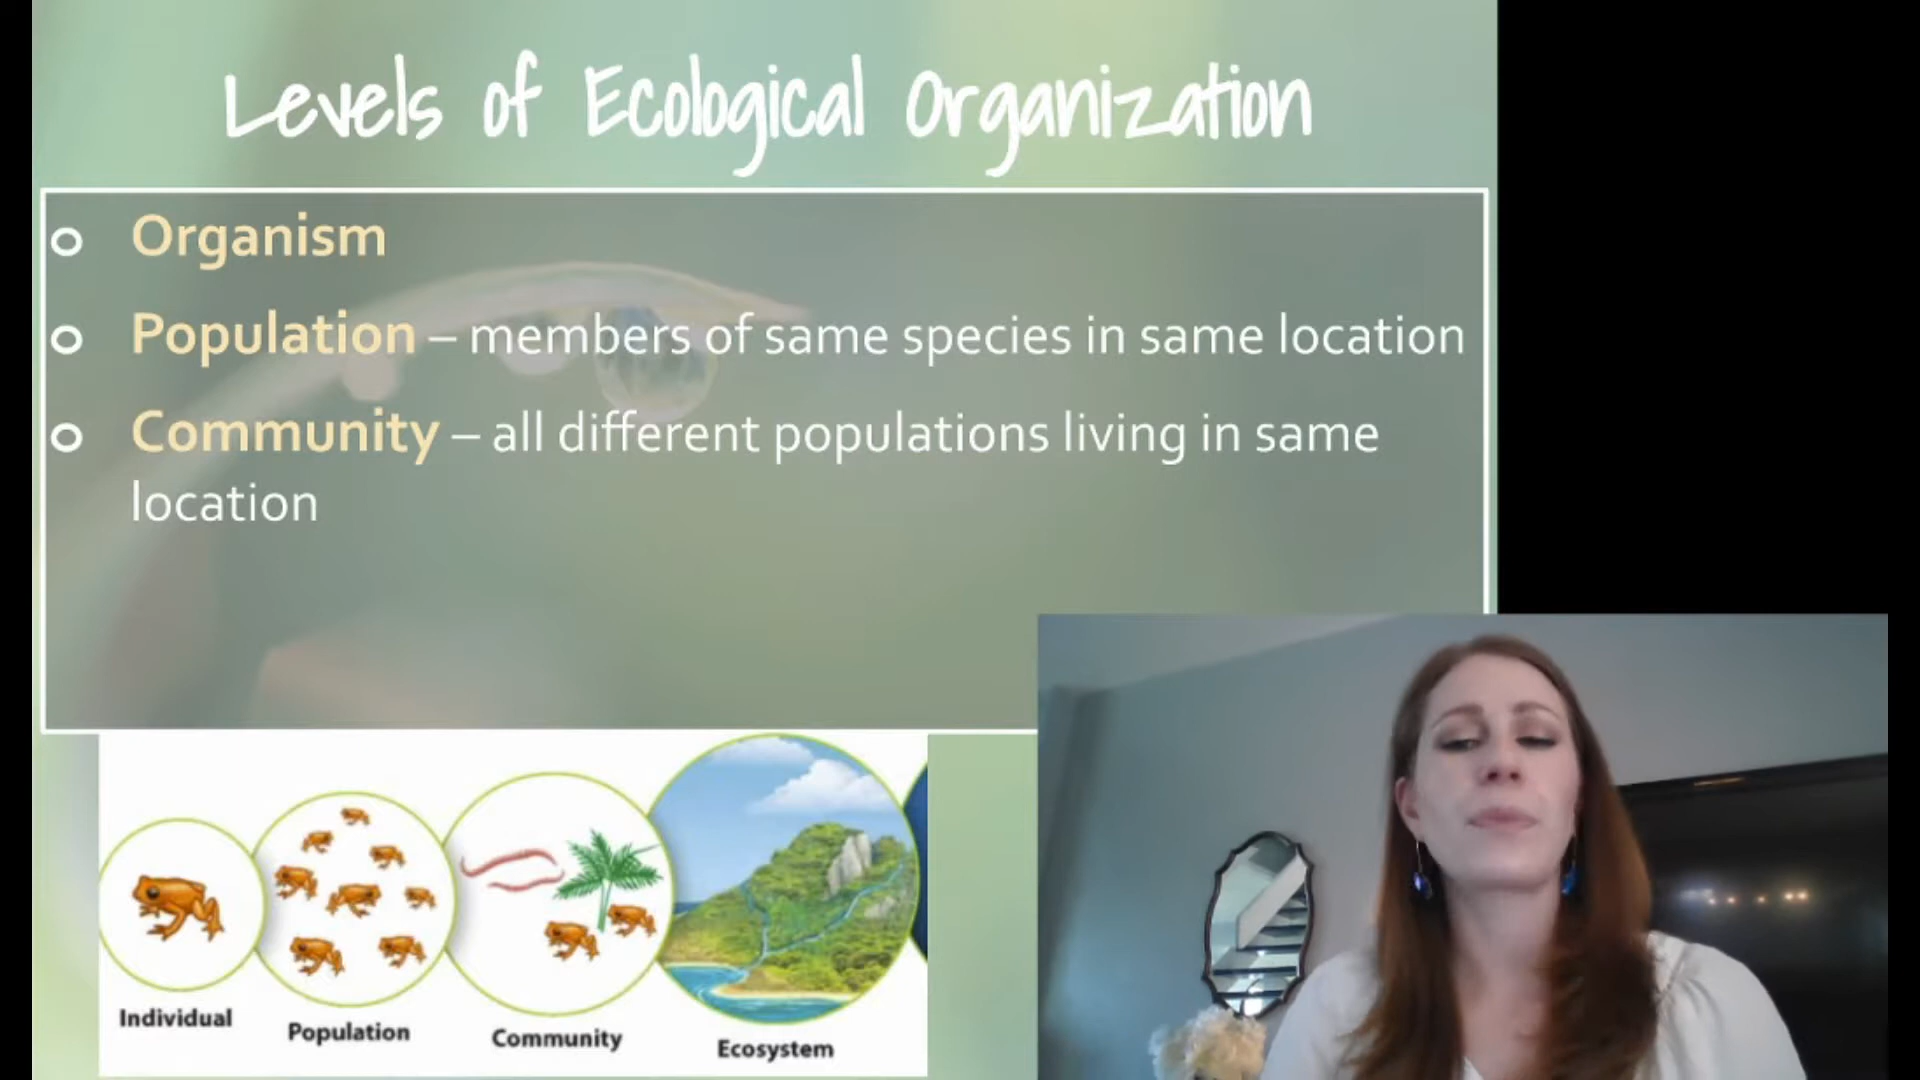 Levels of Ecological Organization
Organism
Population – members of same species in same location
Community – all different populations living in same
location
Individual
Population
Community
Ecosystem